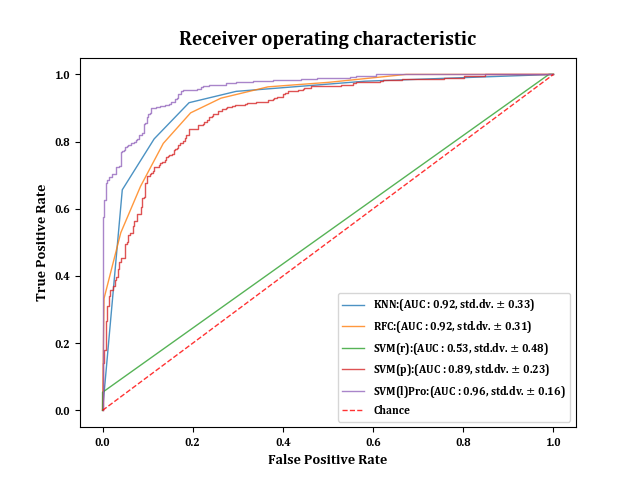 Receiver operating characteristic
True Positive Rate
1.0
0.8
0.6
0.4
0.2
0.0
0.0 0.2 0.4 0.6 0.8 1.0
False Positive Rate
KNN:(AUC : 0.92, std.dv. ± 0.33)
RFC:(AUC : 0.92, std.dv. ± 0.31)
SVM(r):(AUC : 0.53, std.dv. ± 0.48)
SVM(p):(AUC : 0.89, std.dv. ± 0.23)
SVM(l)Pro:(AUC : 0.96, std.dv. ± 0.16)
Chance